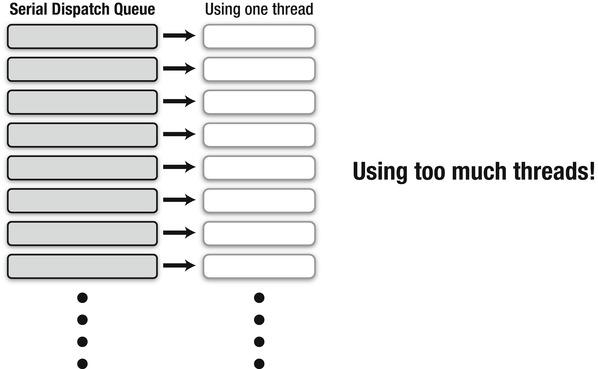 Serial Dispatch Queue
Using one thread
Using too much threads!